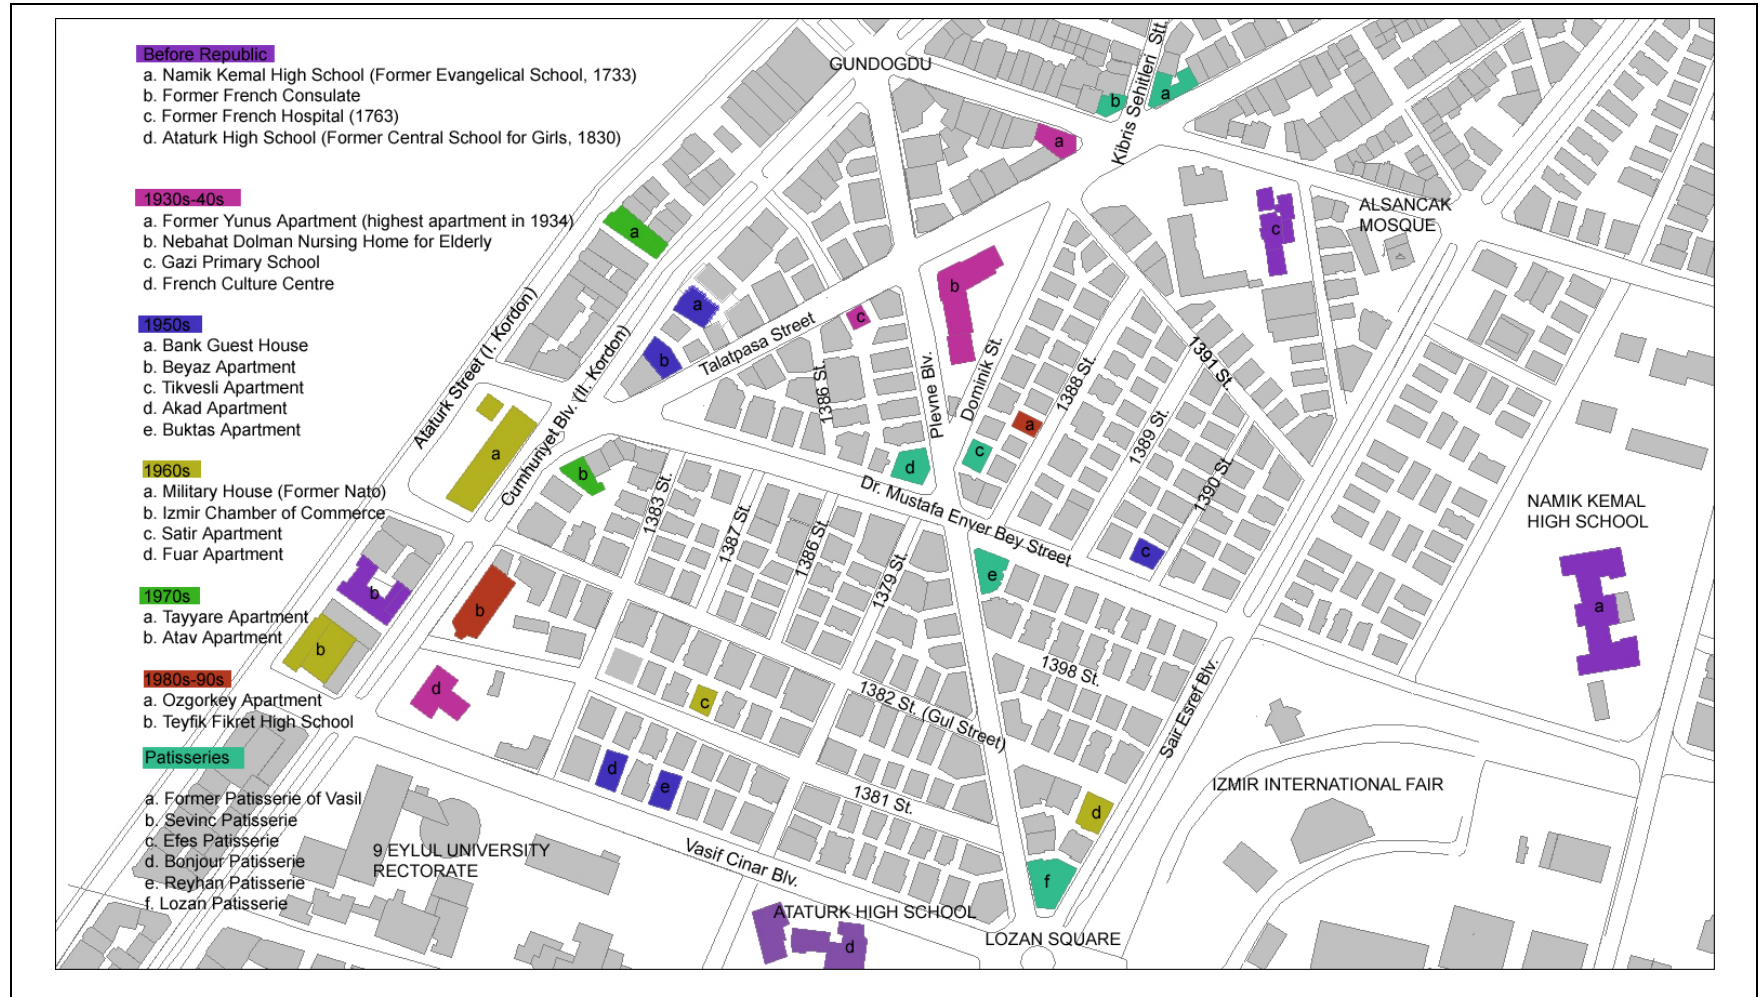 Before Republic
a. Namik Kemal High School (Former Evangelical School, 1733)
b. Former French Consulate
c. Former French Hospital (1763)
d. Ataturk High School (Former Central School for Girls, 1830)
1930s-40s
a. Former Yunus Apartment (highest apartment in 1934)
b. Nebahat Dolman Nursing Home for Elderly
c. Gazi Primary School
d. French Culture Centre
1950s
a. Bank Guest House
b. Beyaz Apartment
c. Tikvesli Apartment
d. Akad Apartment
e. Buktas Apartment
1960s
a. Military House (Former Nato)
b. Izmir Chamber of Commerce
c. Satir Apartment
d. Fuar Apartment
1970s
a. Tayyare Apartment
b. Atav Apartment
1980s-90s
a. Ozgorkey Apartment
b. Teyfik Fikret High School
Patisseries
a. Former Patisserie of Vasil
b. Sevinc Patisserie
c. Efes Patisserie
d. Bonjour Patisserie
e. Reyhan Patisserie
f. Lozan Patisserie
GUNDOGDU
Kibris Sehitleri Stt.
b
a
a
ALSANCAK
MOSQUE
c
a
b
a
c
b
Ataturk Street (I. Kordon)
Cumhuriyet Blv. (II. Kordon)
Talatpasa Street
1386 St.
Plevne Blv.
Dominik St.
1388 St.
1391 St.
1389 St.
1390 St.
a
a
c
d
b
Dr. Mustafa Enver Bey Street
1383 St.
1387 St.
1386 St.
1379 St.
NAMIK KEMAL
HIGH SCHOOL
c
e
b
b
a
b
1398 St.
d
c
1382 St. (Gul Street)
Sair Esref Blv.
d
e
1381 St.
d
IZMIR INTERNATIONAL FAIR
9 EYLUL UNIVERSITY
RECTORATE
Vasif Cinar Blv.
f
ATATURK HIGH SCHOOL
d
LOZAN SQUARE